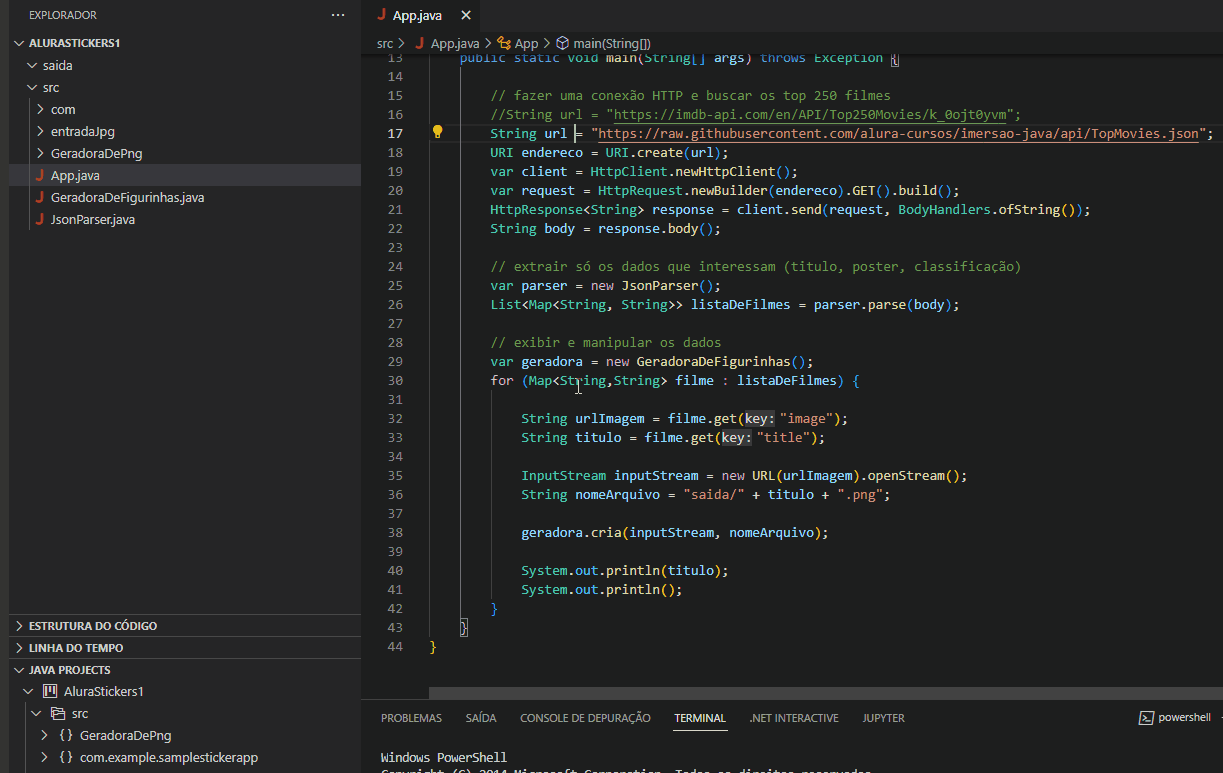 EXPLORADOR
ALURASTICKERS1
saida
src
com
entradaJpg
GeradoraDePng
App.java
GeradoraDeFigurinhas.java
JsonParser.java
ESTRUTURA DO CÓDIGO
LINHA DO TEMPO
JAVA PROJECTS
AluraStickers1
src
{} GeradoraDePng
{} com.example.samplestickerapp
J App.java ×
src > J App.java > App > main(String[])
13 public static void main(String[] args) throws Exception {
14
15 // fazer uma conexão HTTP e buscar os top 250 filmes
16 //String url = "https://imdb-api.com/en/API/Top250Movies/k_0ojt0yvm";
17 String url = "https://raw.githubusercontent.com/alura-cursos/imersao-java/api/TopMovies.json";
18 URI endereco = URI.create(url);
19 var client = HttpClient.newHttpClient();
20 var request = HttpRequest.newBuilder(endereco).GET().build();
21 HttpResponse<String> response = client.send(request, BodyHandlers.ofString());
22 String body = response.body();
23
24 // extrair só os dados que interessam (titulo, poster, classificação)
25 var parser = new JsonParser();
26 List<Map<String, String>> listaDeFilmes = parser.parse(body);
27
28 // exibir e manipular os dados
29 var geradora = new GeradoraDeFigurinhas();
30 for (Map<String,String> filme : listaDeFilmes) {
31
32 String urlImagem = filme.get(key: "image");
33 String titulo = filme.get(key: "title");
34
35 InputStream inputStream = new URL(urlImagem).openStream();
36 String nomeArquivo = "saida/" + titulo + ".png";
37
38 geradora.cria(inputStream, nomeArquivo);
39
40 System.out.println(titulo);
41 System.out.println();
42 }
43 }
44 }
PROBLEMAS SAÍDA CONSOLE DE DEPURAÇÃO TERMINAL .NET INTERACTIVE JUPYTER powershell
Windows PowerShell
Copyright (C) 2014 Microsoft Corporation. Todos os direitos reservados.